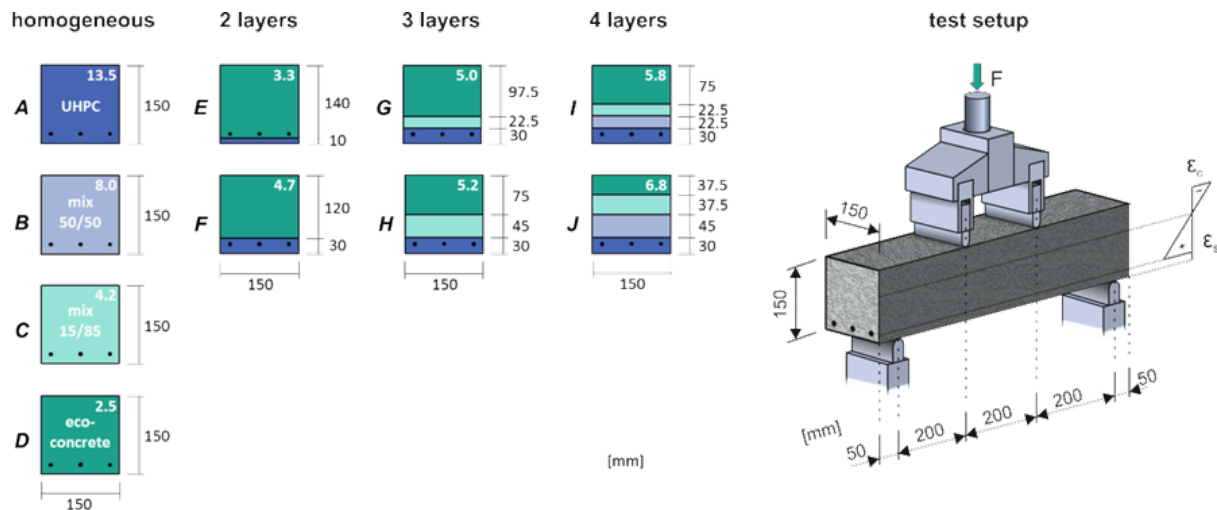 homogeneous
2 layers
3 layers
4 layers
test setup
A
13.5
UHPC
150
E
3.3
140
10
G
5.0
97.5
22.5
30
I
5.8
75
22.5
22.5
30
F
B
8.0
mix
50/50
150
F
4.7
120
30
150
H
5.2
75
45
30
150
J
6.8
37.5
37.5
45
30
150
C
4.2
mix
15/85
150
D
2.5
eco-
concrete
150
150
[mm]
150
150
εc
-
+
[mm]
50
200
200
200
50